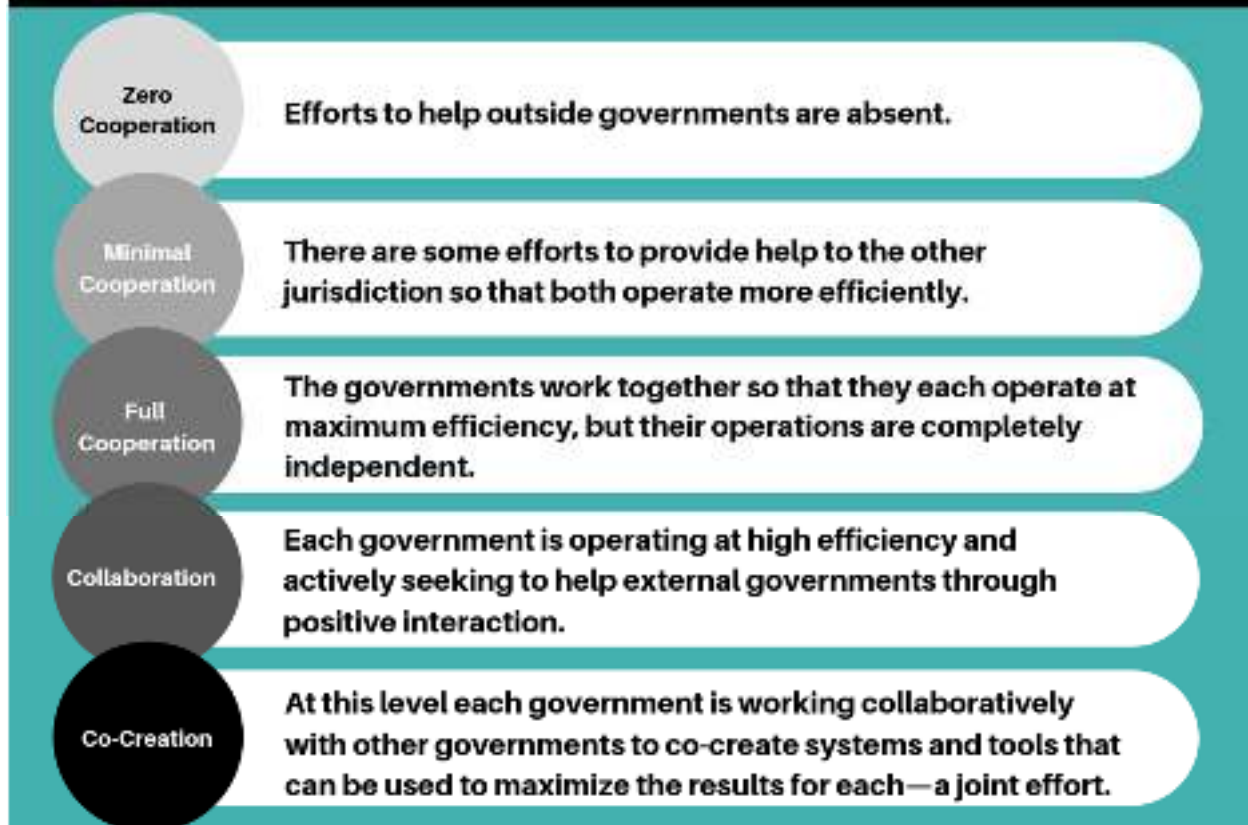 Zero
Cooperation
Efforts to help outside governments are absent.
Minimal
Cooperation
There are some efforts to provide help to the other
jurisdiction so that both operate more efficiently.
Full
Cooperation
The governments work together so that they each operate at
maximum efficiency, but their operations are completely
independent.
Collaboration
Each government is operating at high efficiency and
actively seeking to help external governments through
positive interaction.
Co-Creation
At this level each government is working collaboratively
with other governments to co-create systems and tools that
can be used to maximize the results for each—a joint effort.